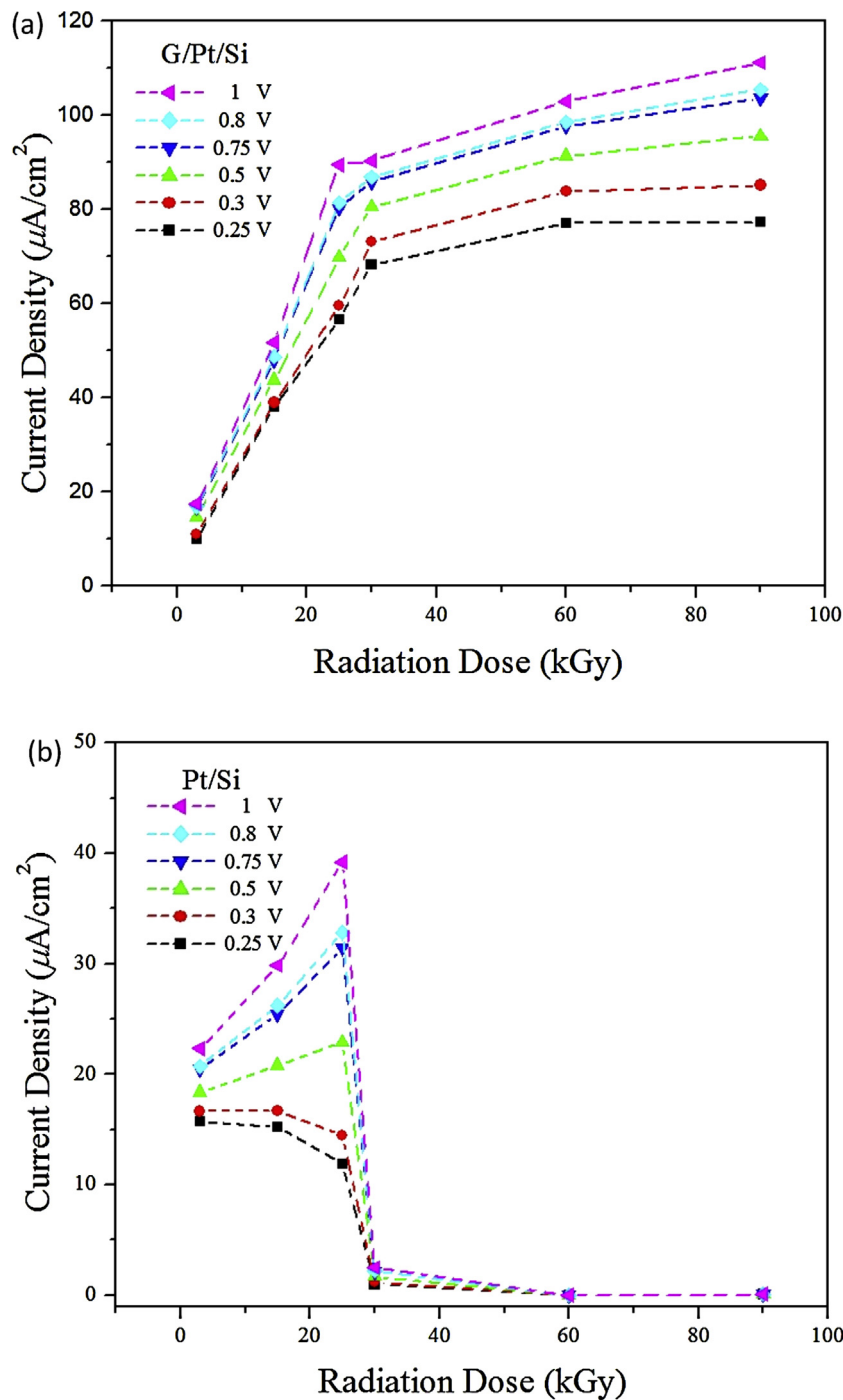 (a)
G/Pt/Si
1 V
0.8 V
0.75 V
0.5 V
0.3 V
0.25 V
120
100
80
60
40
20
0
Current Density (μA/cm²)
0 20 40 60 80 100
Radiation Dose (kGy)
(b)
Pt/Si
1 V
0.8 V
0.75 V
0.5 V
0.3 V
0.25 V
50
40
30
20
10
0
Current Density (μA/cm²)
0 20 40 60 80 100
Radiation Dose (kGy)